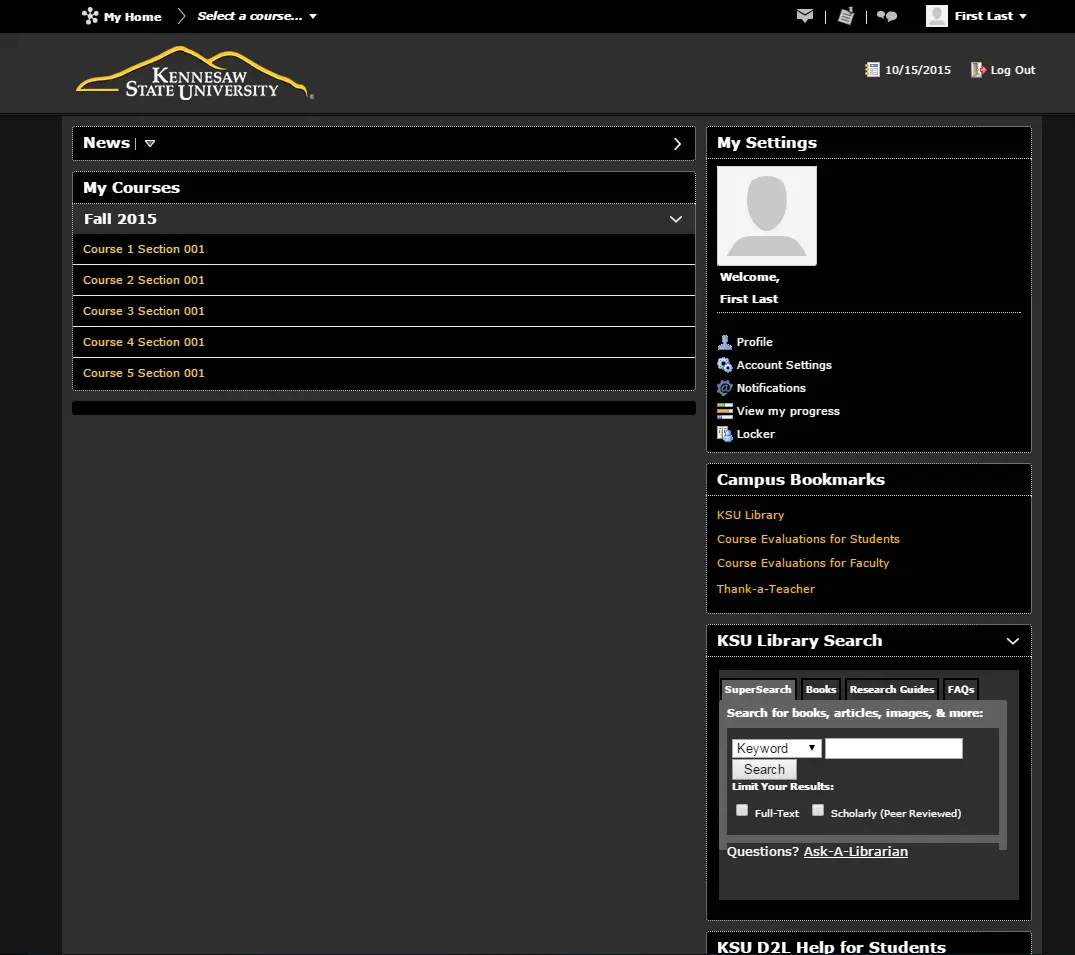 My Home Select a course... First Last
KENNESAW
STATE UNIVERSITY
10/15/2015 Log Out
News
My Courses
Fall 2015
Course 1 Section 001
Course 2 Section 001
Course 3 Section 001
Course 4 Section 001
Course 5 Section 001
My Settings
Welcome,
First Last
Profile
Account Settings
Notifications
View my progress
Locker
Campus Bookmarks
KSU Library
Course Evaluations for Students
Course Evaluations for Faculty
Thank-a-Teacher
KSU Library Search
SuperSearch Books Research Guides FAQs
Search for books, articles, images, & more:
Keyword
Search
Limit Your Results:
Full-Text Scholarly (Peer Reviewed)
Questions? Ask-A-Librarian
KSU D2L Help for Students